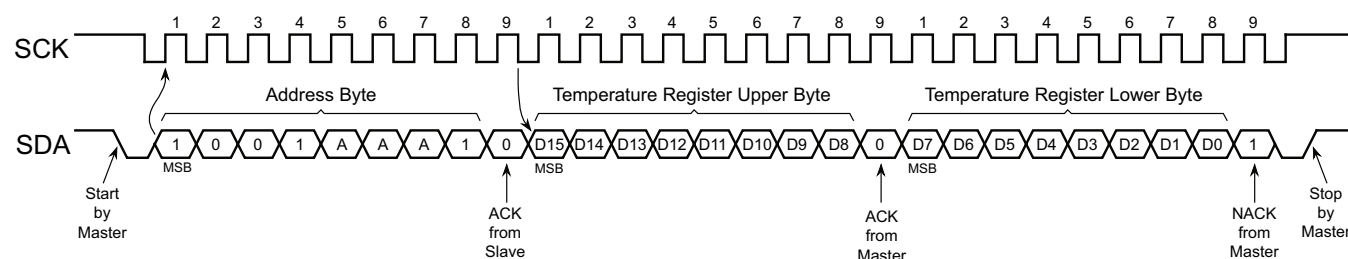 1 2 3 4 5 6 7 8 9 1 2 3 4 5 6 7 8 9 1 2 3 4 5 6 7 8 9
SCK
Address Byte Temperature Register Upper Byte Temperature Register Lower Byte
SDA 1 0 0 1 A A A 1 0 D15 D14 D13 D12 D11 D10 D9 D8 0 D7 D6 D5 D4 D3 D2 D1 D0 1
MSB MSB MSB
Start
by
Master
ACK
from
Slave
ACK
from
Master
NACK
from
Master
Stop
by
Master